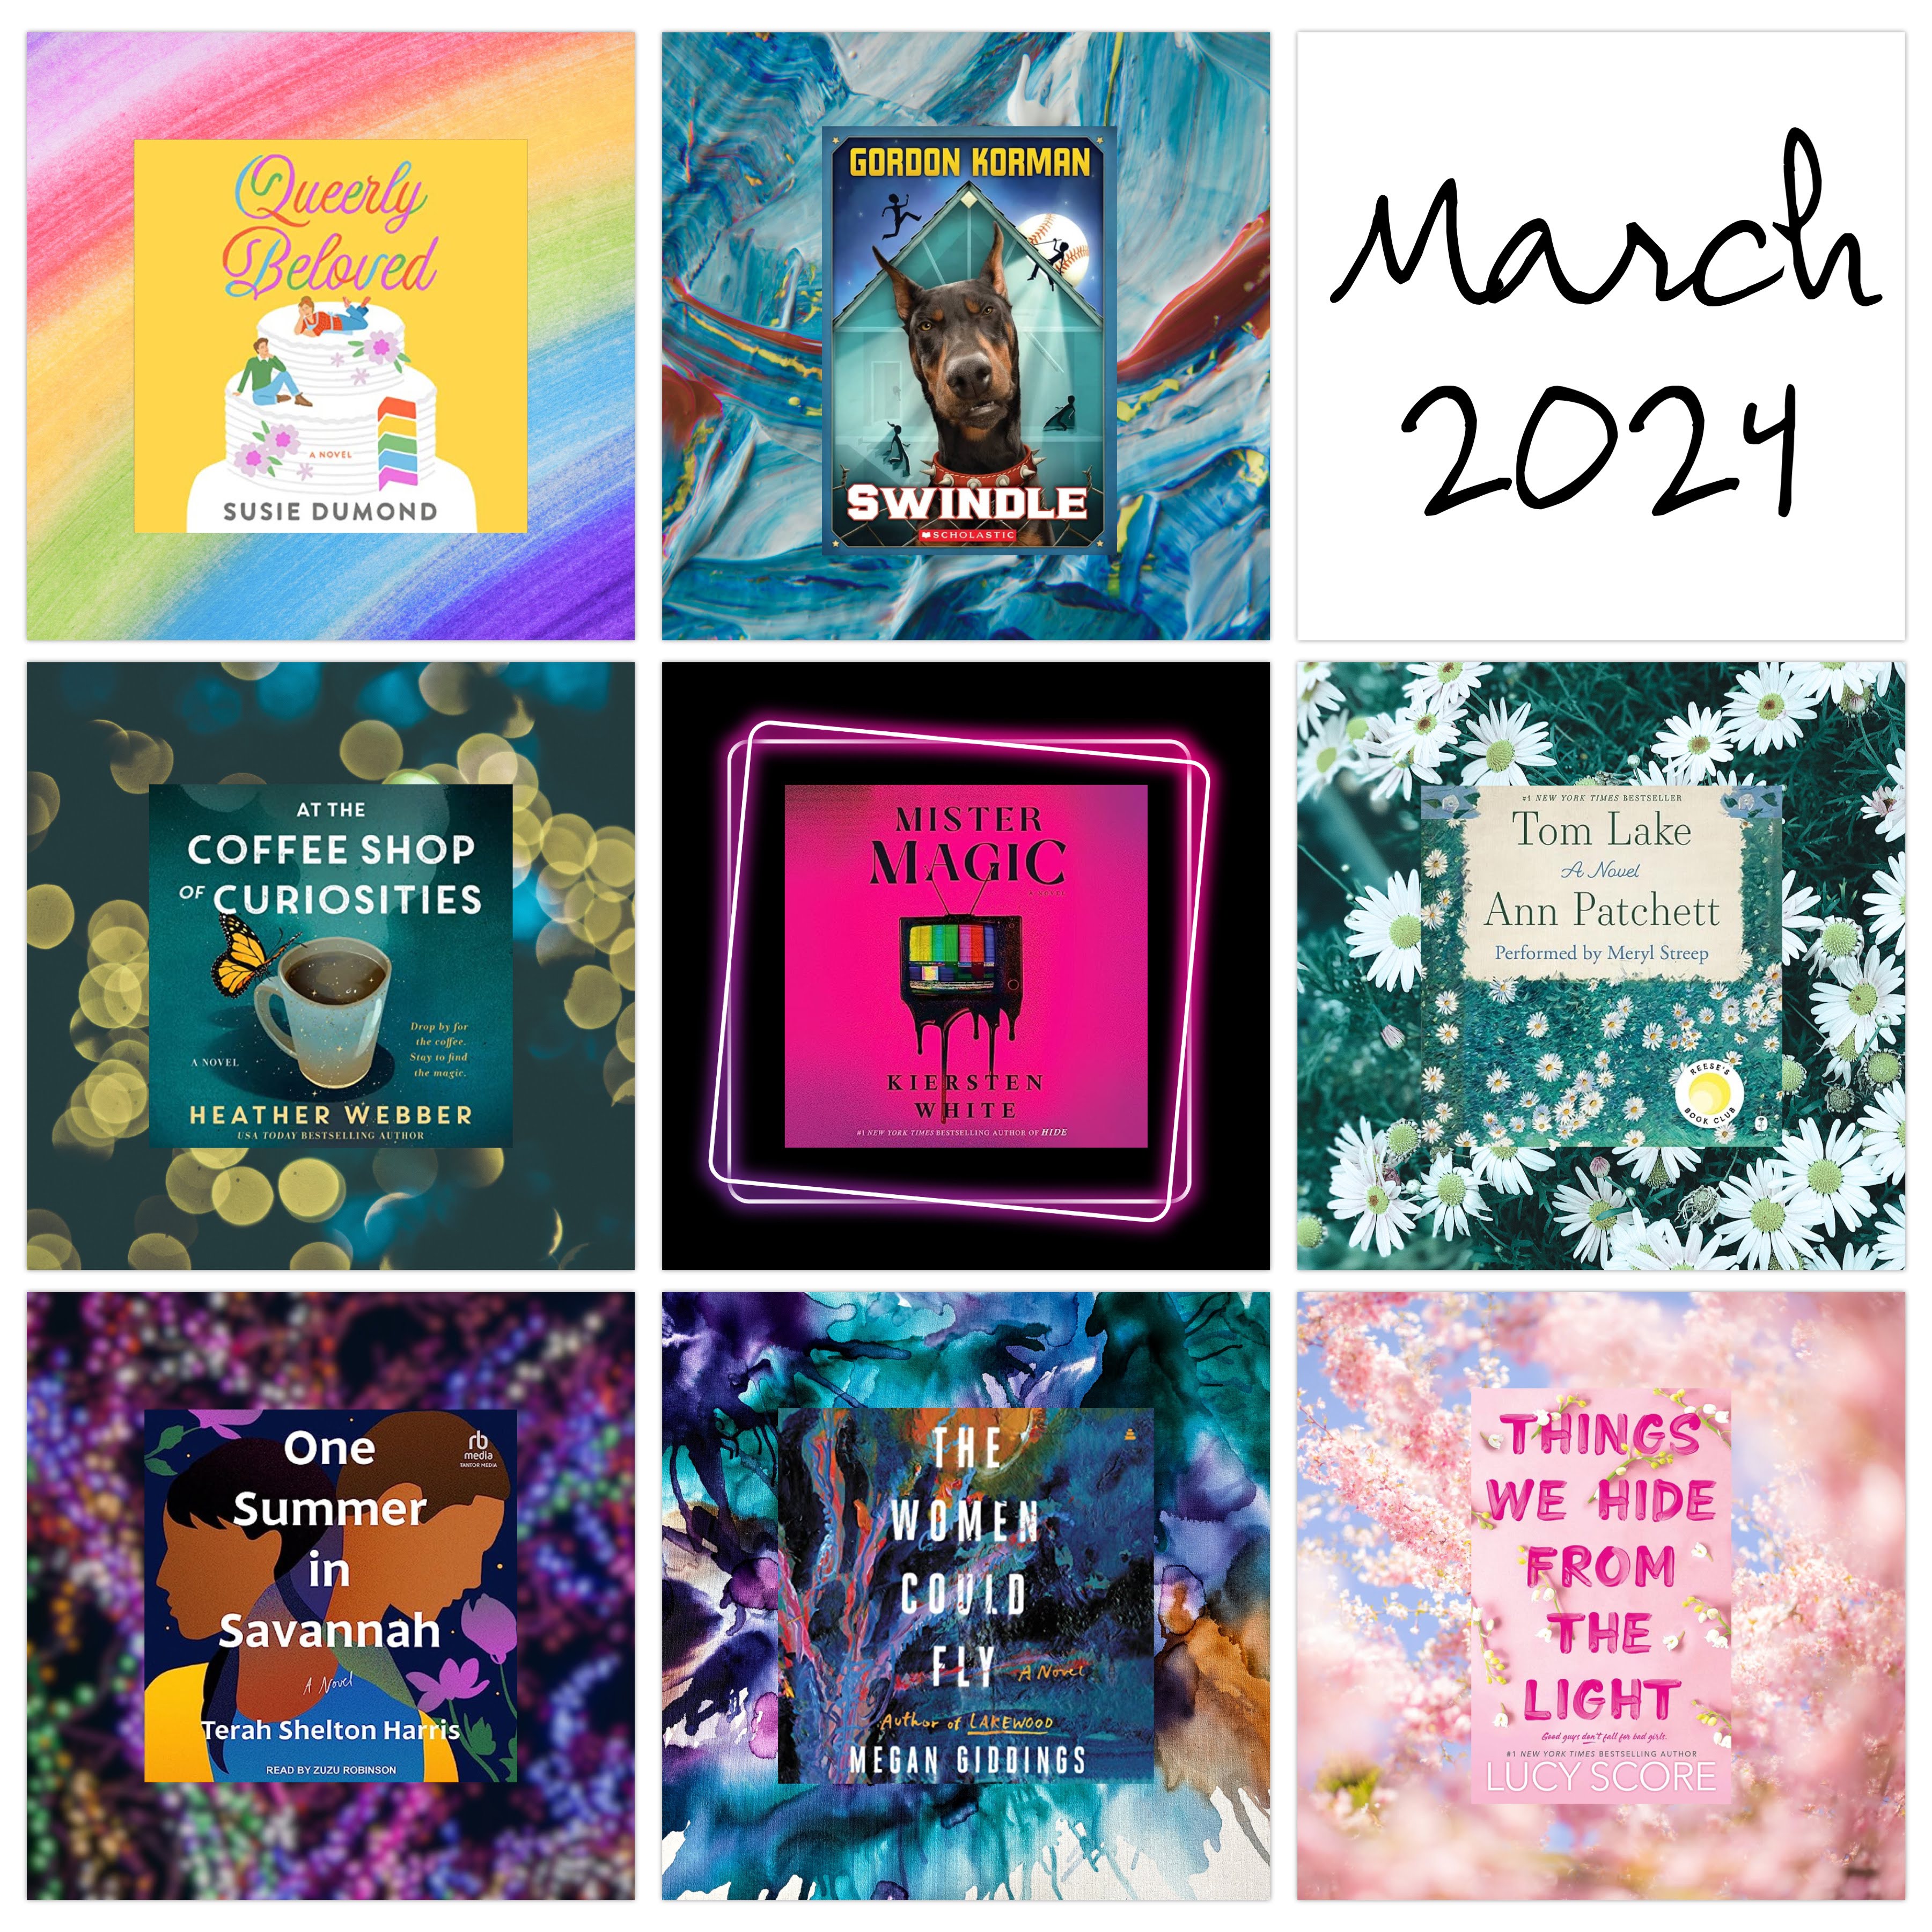 Queerly
Beloved
A NOVEL
SUSIE DUMOND
GORDON KORMAN
SWINDLE
SCHOLASTIC
March
2024
AT THE
COFFEE SHOP
OF CURIOSITIES
Drop by for
the coffee.
Stay to find
the magic.
A NOVEL
HEATHER WEBBER
USA TODAY BESTSELLING AUTHOR
MISTER
MAGIC
A NOVEL
KIERSTEN
WHITE
#1 NEW YORK TIMES BESTSELLING AUTHOR OF HIDE
#1 NEW YORK TIMES BESTSELLER
Tom Lake
A Novel
Ann Patchett
Performed by Meryl Streep
REESE'S
BOOK CLUB
rb
media
TANTOR MEDIA
One
Summer
in
Savannah
A Novel
Terah Shelton Harris
READ BY ZUZU ROBINSON
THE
WOMEN
COULD
FLY
A Novel
Author of LAKEWOOD
MEGAN GIDDINGS
THINGS
WE HIDE
FROM
THE
LIGHT
Good guys don't fall for bad girls.
#1 NEW YORK TIMES BESTSELLING AUTHOR
LUCY SCORE